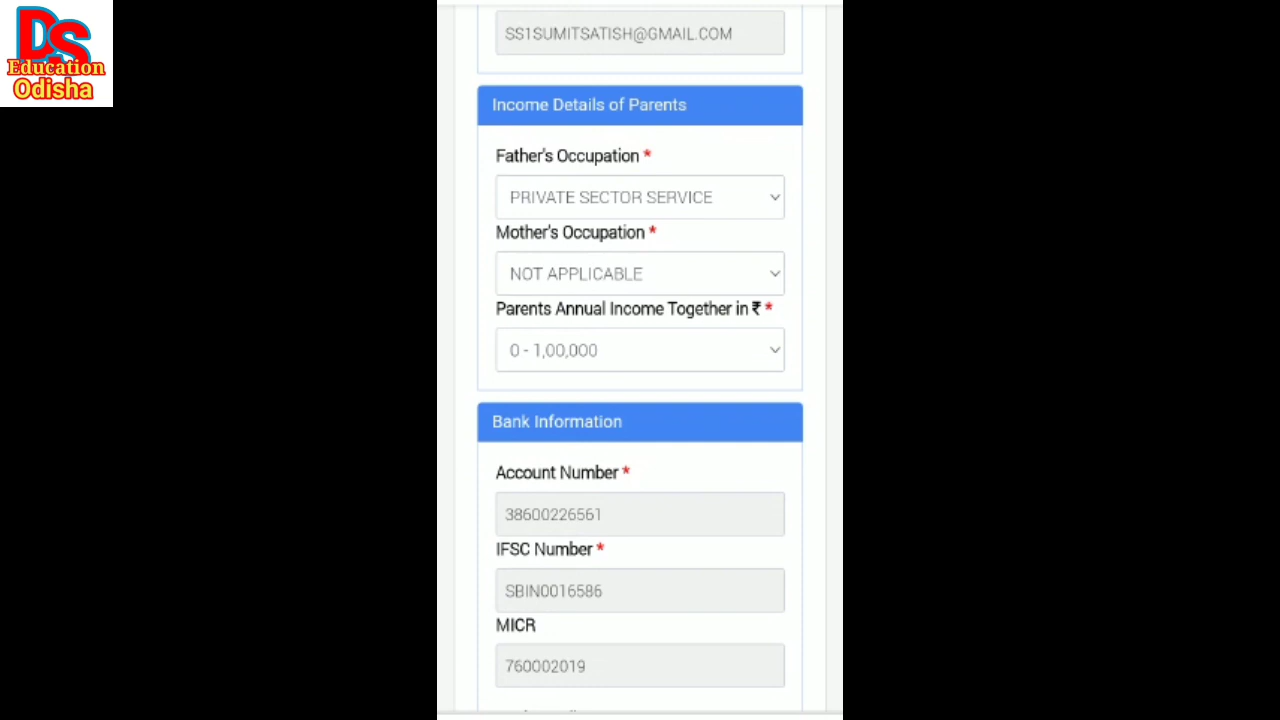 DS
Education
Odisha
SS1SUMITSATISH@GMAIL.COM
Income Details of Parents
Father's Occupation *
PRIVATE SECTOR SERVICE
Mother's Occupation *
NOT APPLICABLE
Parents Annual Income Together in ₹ *
0 - 1,00,000
Bank Information
Account Number *
38600226561
IFSC Number *
SBIN0016586
MICR
760002019